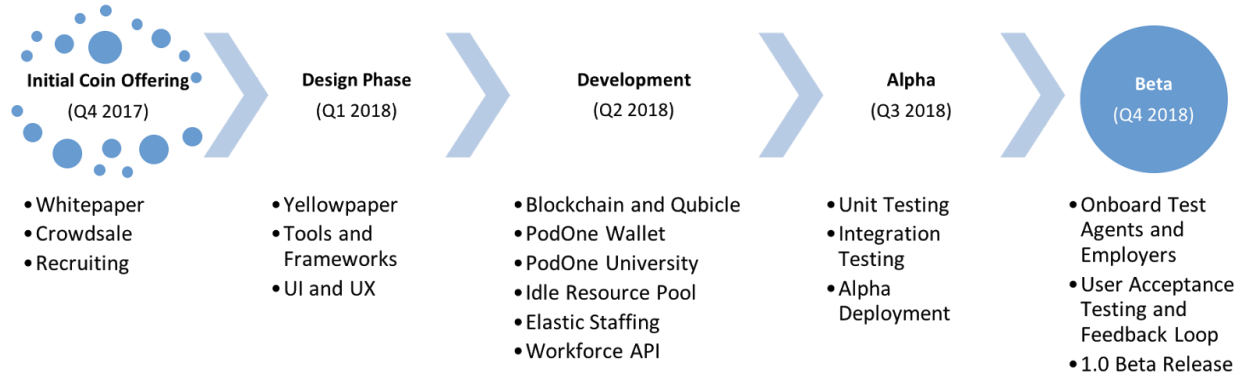 Initial Coin Offering
(Q4 2017)
• Whitepaper
• Crowdsale
• Recruiting
Design Phase
(Q1 2018)
• Yellowpaper
• Tools and
Frameworks
• UI and UX
Development
(Q2 2018)
• Blockchain and Qubicle
• PodOne Wallet
• PodOne University
• Idle Resource Pool
• Elastic Staffing
• Workforce API
Alpha
(Q3 2018)
• Unit Testing
• Integration
Testing
• Alpha
Deployment
Beta
(Q4 2018)
• Onboard Test
Agents and
Employers
• User Acceptance
Testing and
Feedback Loop
• 1.0 Beta Release